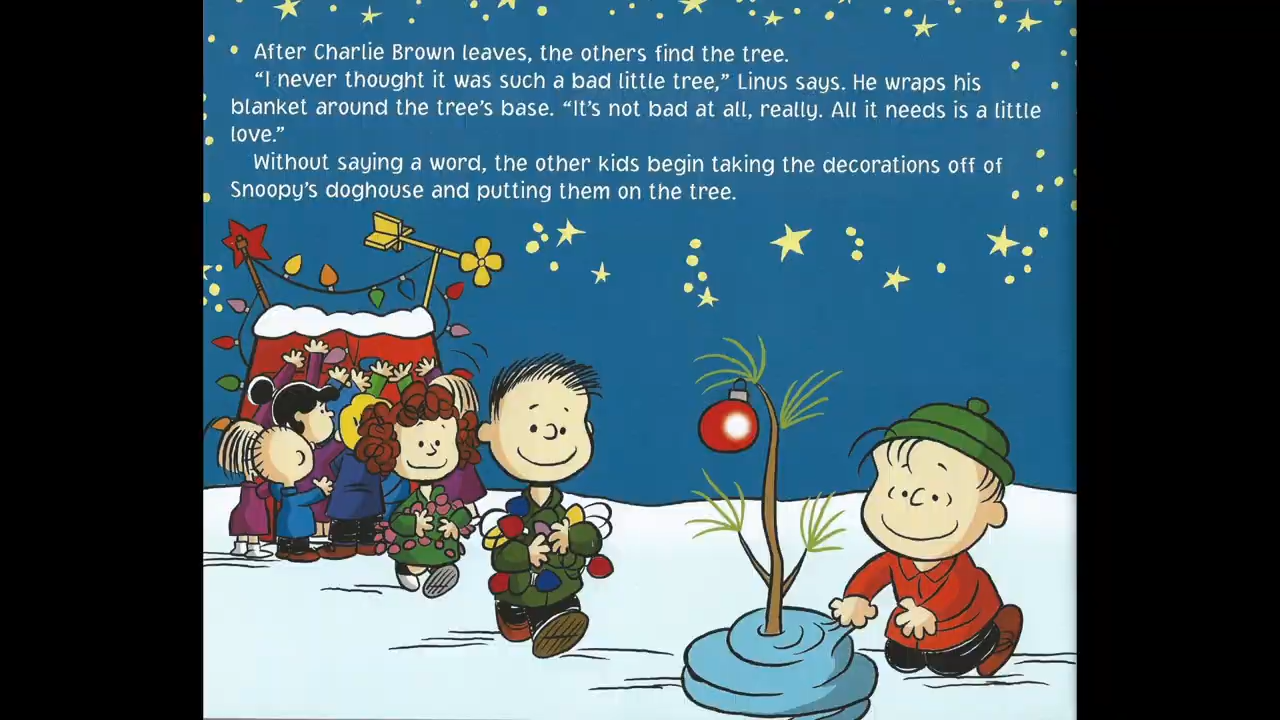 After Charlie Brown leaves, the others find the tree.
“I never thought it was such a bad little tree,” Linus says. He wraps his
blanket around the tree’s base. “It’s not bad at all, really. All it needs is a little
love.”
Without saying a word, the other kids begin taking the decorations off of
Snoopy’s doghouse and putting them on the tree.